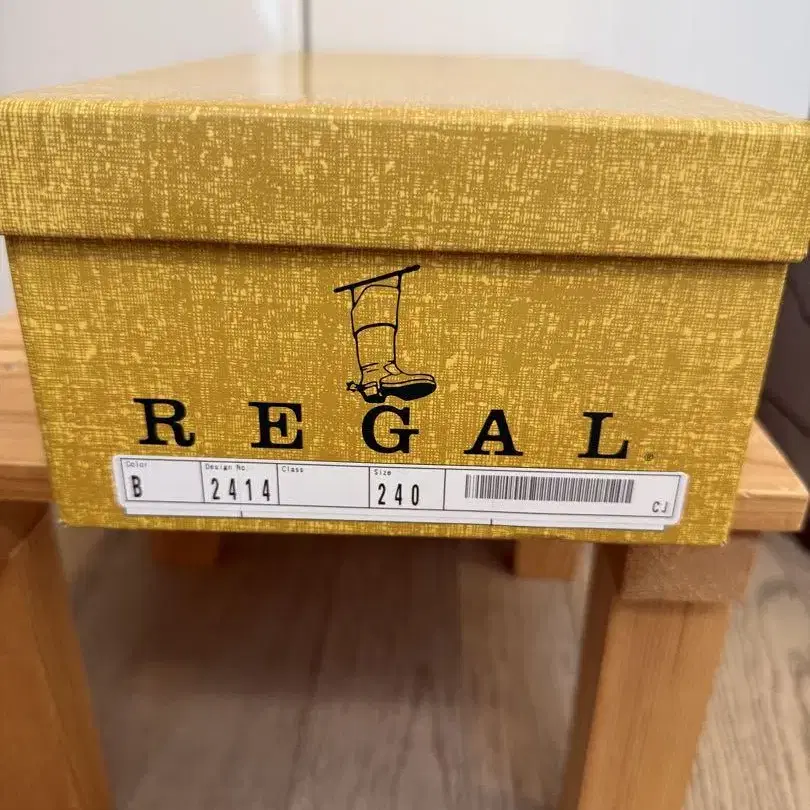 REGAL®
Color Design No. Class Size
B 2414 240
CJ